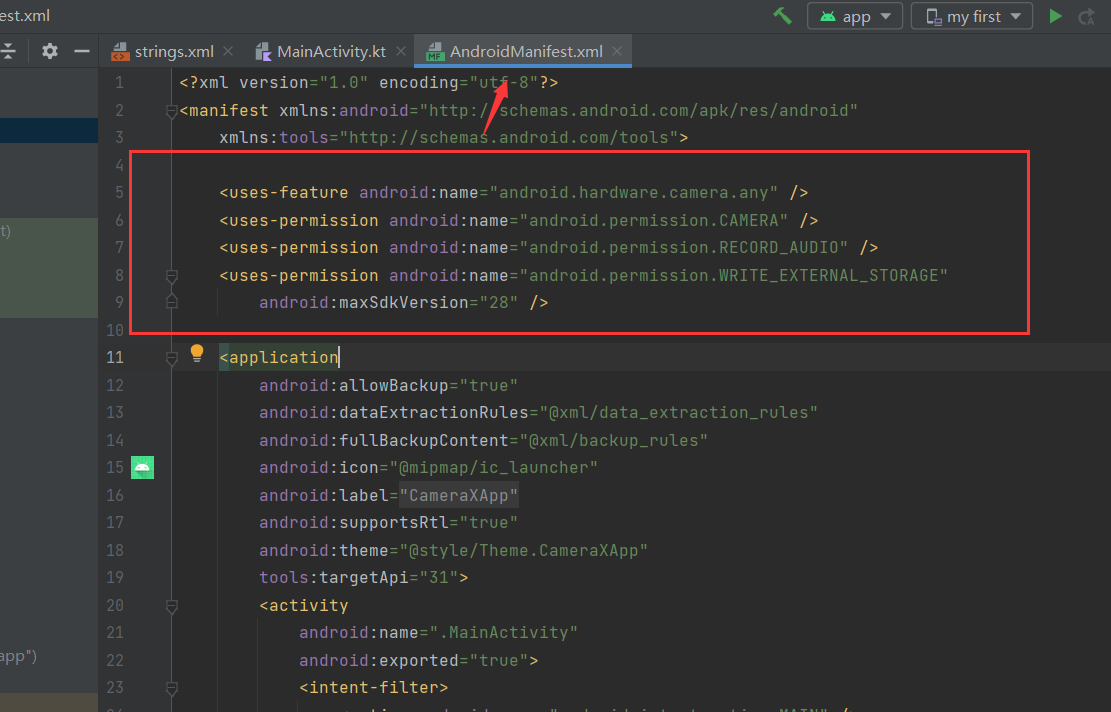 est.xml
app
my first
strings.xml
MainActivity.kt
AndroidManifest.xml
1 <?xml version="1.0" encoding="utf-8"?>
2 <manifest xmlns:android="http://schemas.android.com/apk/res/android"
3 xmlns:tools="http://schemas.android.com/tools">
4
5 <uses-feature android:name="android.hardware.camera.any" />
6 <uses-permission android:name="android.permission.CAMERA" />
t)
7 <uses-permission android:name="android.permission.RECORD_AUDIO" />
8 <uses-permission android:name="android.permission.WRITE_EXTERNAL_STORAGE"
9 android:maxSdkVersion="28" />
10
11 <application
12 android:allowBackup="true"
13 android:dataExtractionRules="@xml/data_extraction_rules"
14 android:fullBackupContent="@xml/backup_rules"
15 android:icon="@mipmap/ic_launcher"
16 android:label="CameraXApp"
17 android:supportsRtl="true"
18 android:theme="@style/Theme.CameraXApp"
19 tools:targetApi="31">
20 <activity
21 android:name=".MainActivity"
app")
22 android:exported="true">
23 <intent-filter>